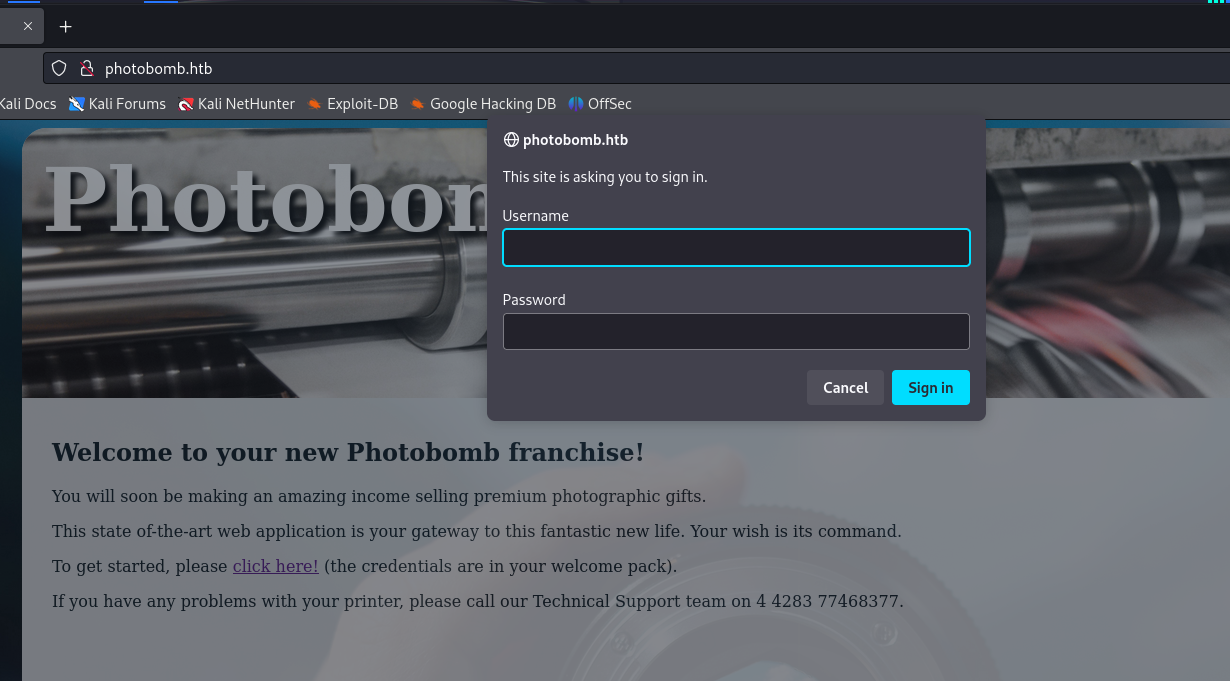 photobomb.htb
Kali Docs Kali Forums Kali NetHunter Exploit-DB Google Hacking DB OffSec
photobomb.htb
This site is asking you to sign in.
Username
Password
Cancel Sign in
Welcome to your new Photobomb franchise!
You will soon be making an amazing income selling premium photographic gifts.
This state of-the-art web application is your gateway to this fantastic new life. Your wish is its command.
To get started, please click here! (the credentials are in your welcome pack).
If you have any problems with your printer, please call our Technical Support team on 4 4283 77468377.